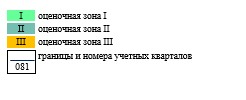 I оценочная зона I
II оценочная зона II
III оценочная зона III
границы и номера учетных кварталов
081